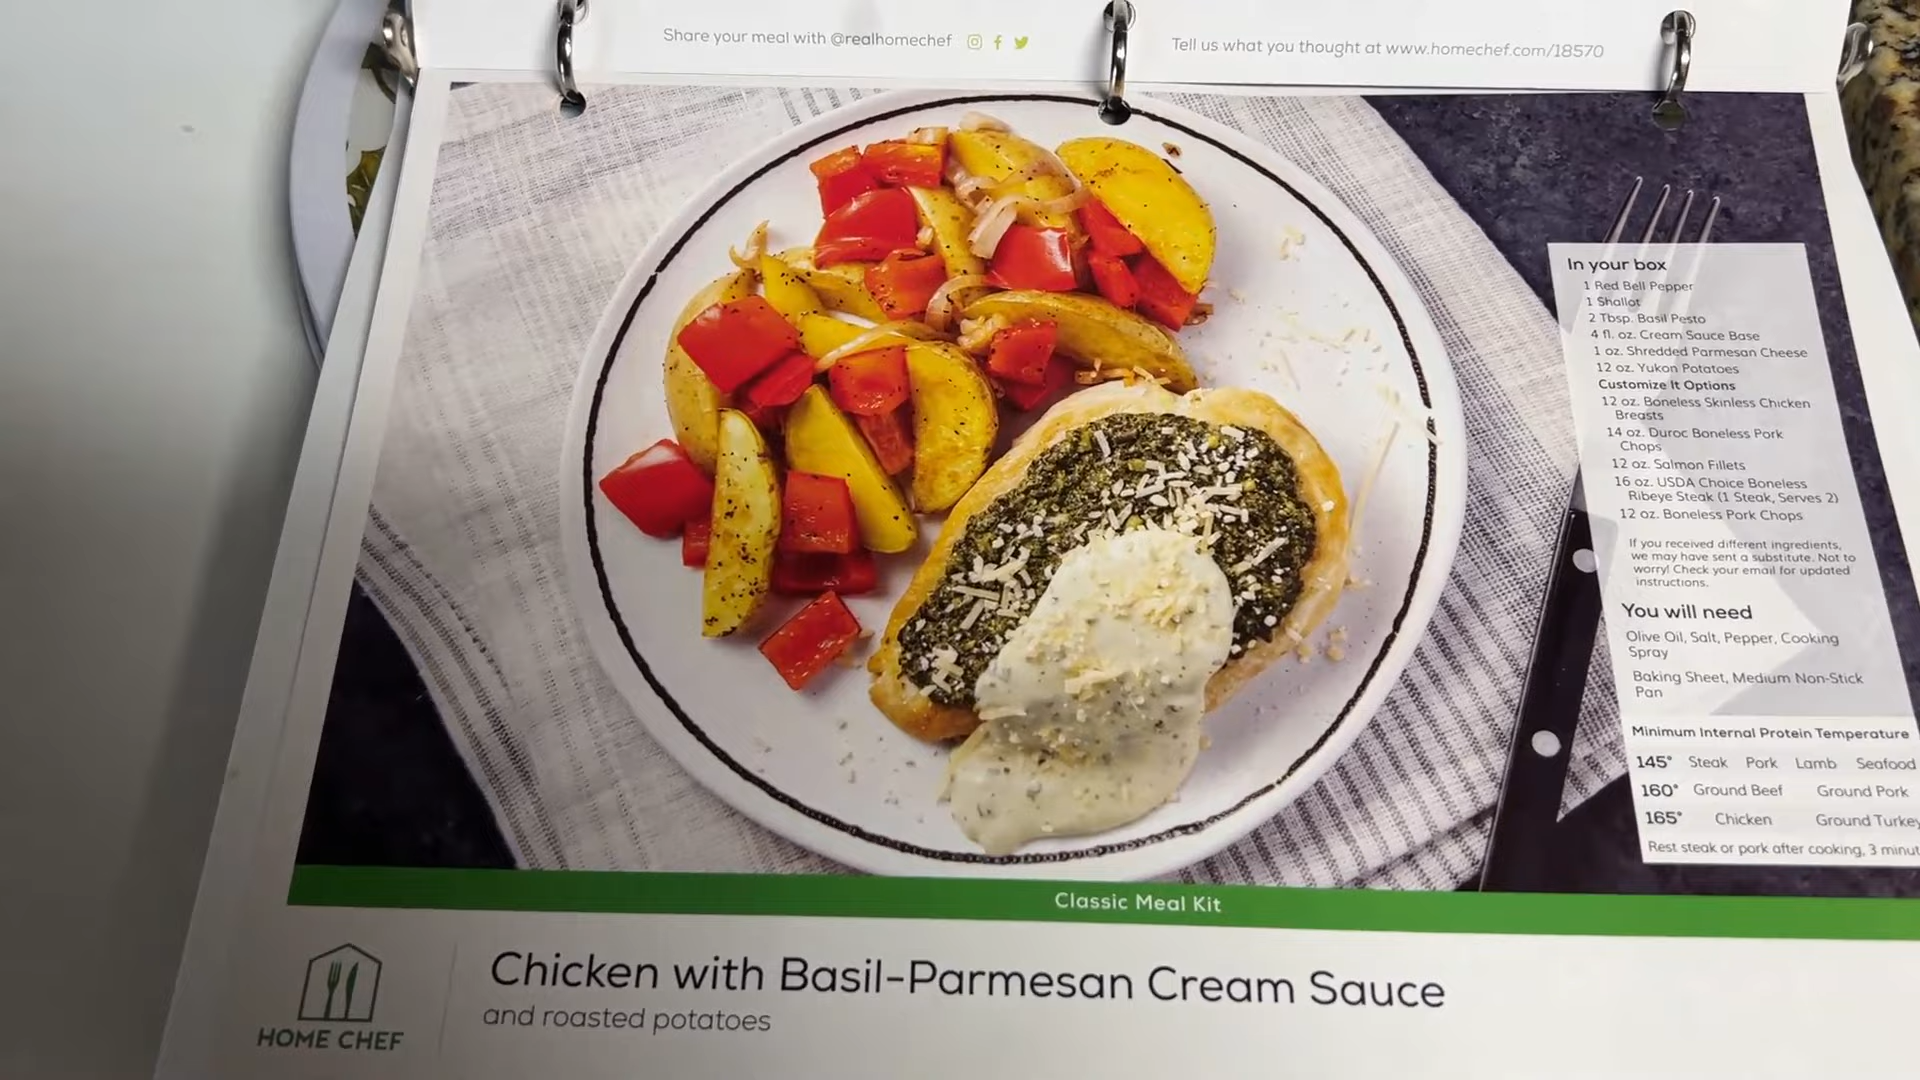 Share your meal with @realhomechef
Tell us what you thought at www.homechef.com/18570
In your box
1 Red Bell Pepper
1 Shallot
2 Tbsp. Basil Pesto
4 fl. oz. Cream Sauce Base
1 oz. Shredded Parmesan Cheese
12 oz. Yukon Potatoes
Customize It Options
12 oz. Boneless Skinless Chicken
Breasts
14 oz. Duroc Boneless Pork
Chops
12 oz. Salmon Fillets
16 oz. USDA Choice Boneless
Ribeye Steak (1 Steak, Serves 2)
12 oz. Boneless Pork Chops
If you received different ingredients,
we may have sent a substitute. Not to
worry! Check your email for updated
instructions.
You will need
Olive Oil, Salt, Pepper, Cooking
Spray
Baking Sheet, Medium Non-Stick
Pan
Minimum Internal Protein Temperature
145° Steak Pork Lamb Seafood
160° Ground Beef Ground Pork
165° Chicken Ground Turkey
Rest steak or pork after cooking, 3 minut
Classic Meal Kit
Chicken with Basil-Parmesan Cream Sauce
and roasted potatoes
HOME CHEF